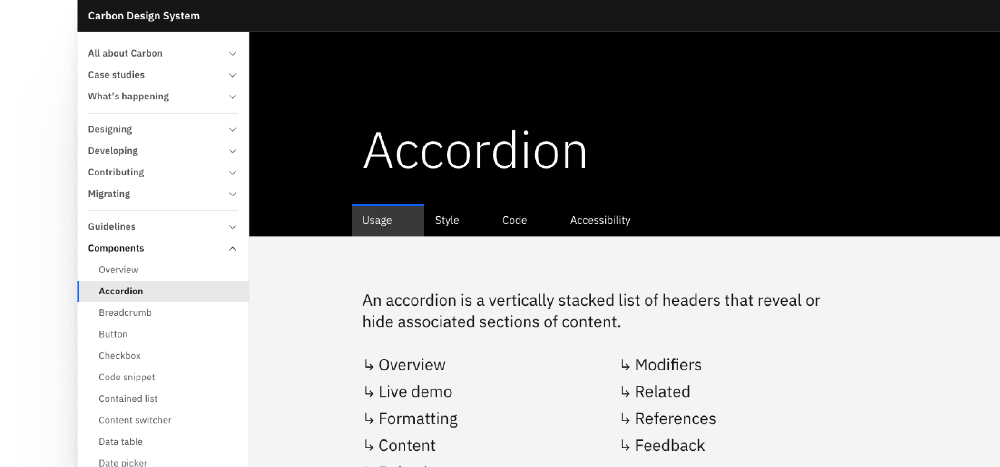 Carbon Design System
All about Carbon
Case studies
What’s happening
Designing
Developing
Contributing
Migrating
Guidelines
Components
Overview
Accordion
Breadcrumb
Button
Checkbox
Code snippet
Contained list
Content switcher
Data table
Date picker
Accordion
Usage
Style
Code
Accessibility
An accordion is a vertically stacked list of headers that reveal or
hide associated sections of content.
↳ Overview
↳ Live demo
↳ Formatting
↳ Content
↳ Modifiers
↳ Related
↳ References
↳ Feedback